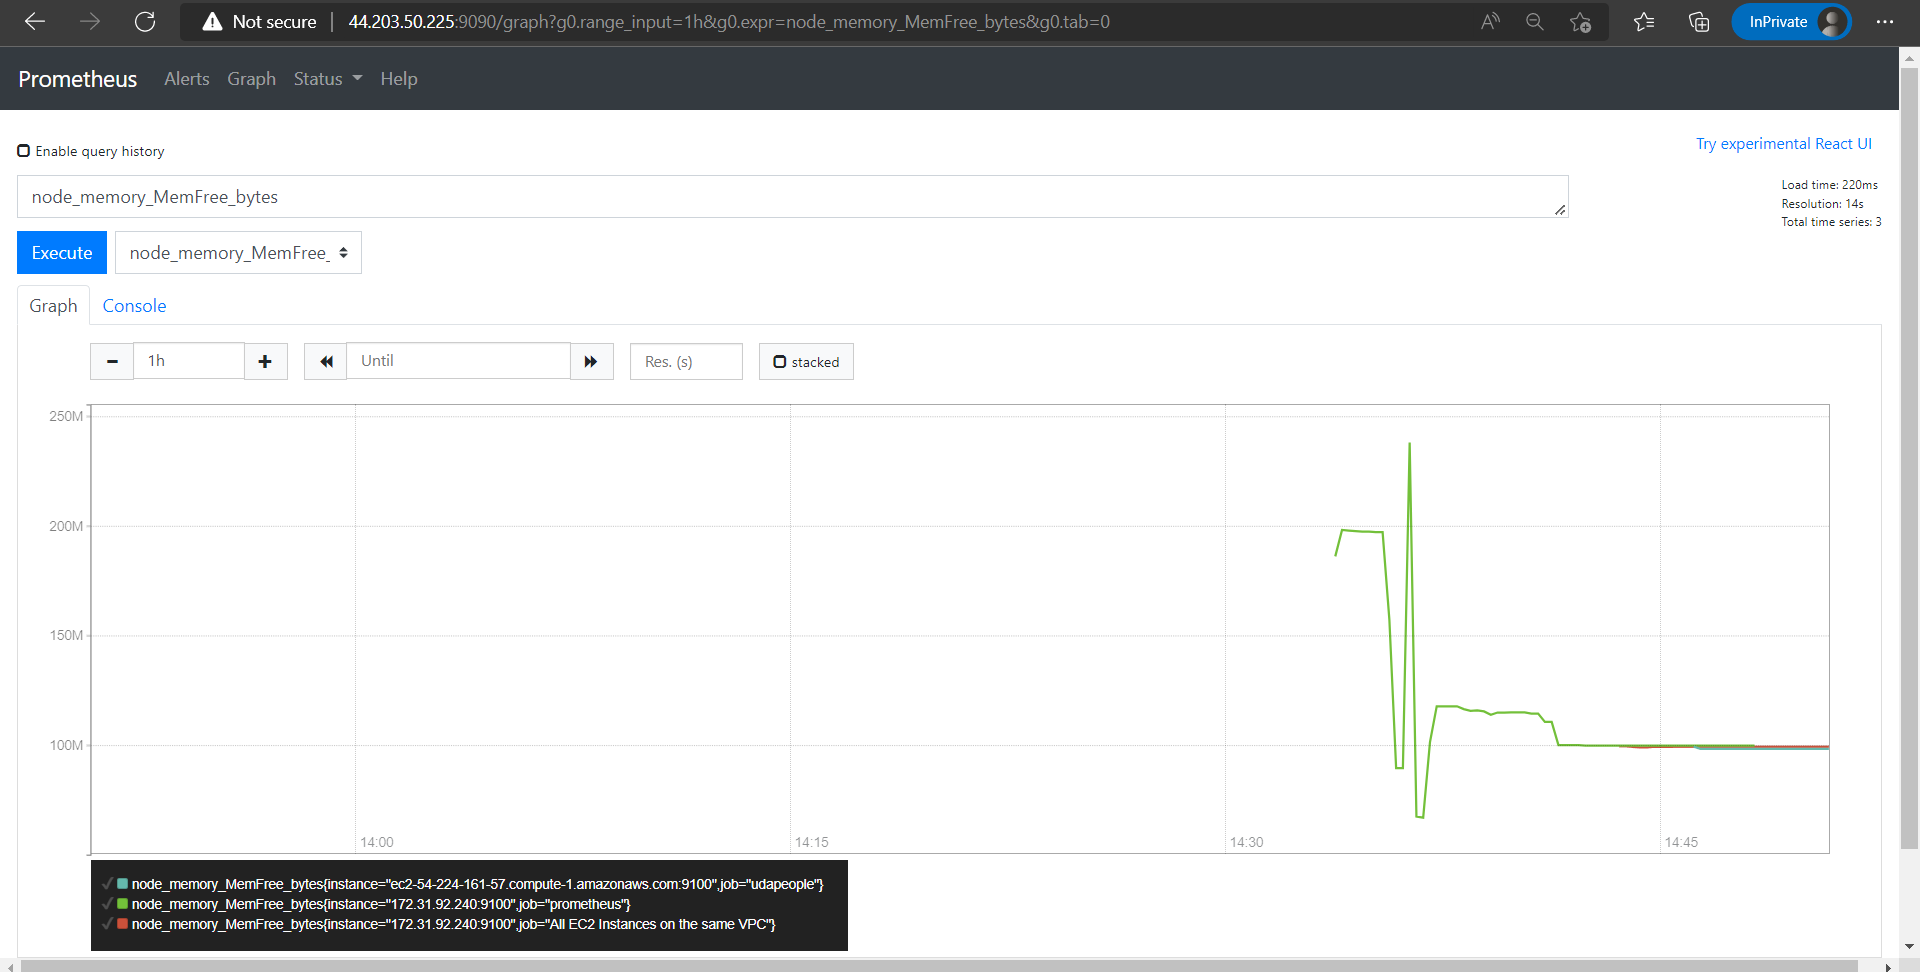 Not secure
44.203.50.225:9090/graph?g0.range_input=1h&g0.expr=node_memory_MemFree_bytes&g0.tab=0
InPrivate
Prometheus Alerts Graph Status Help
Enable query history
Try experimental React UI
node_memory_MemFree_bytes
Load time: 220ms
Resolution: 14s
Total time series: 3
Execute
node_memory_MemFree_
Graph Console
1h
Until
Res. (s)
stacked
250M
200M
150M
100M
14:00 14:15 14:30 14:45
node_memory_MemFree_bytes{instance="ec2-54-224-161-57.compute-1.amazonaws.com:9100",job="udapeople"}
node_memory_MemFree_bytes{instance="172.31.92.240:9100",job="prometheus"}
node_memory_MemFree_bytes{instance="172.31.92.240:9100",job="All EC2 Instances on the same VPC"}